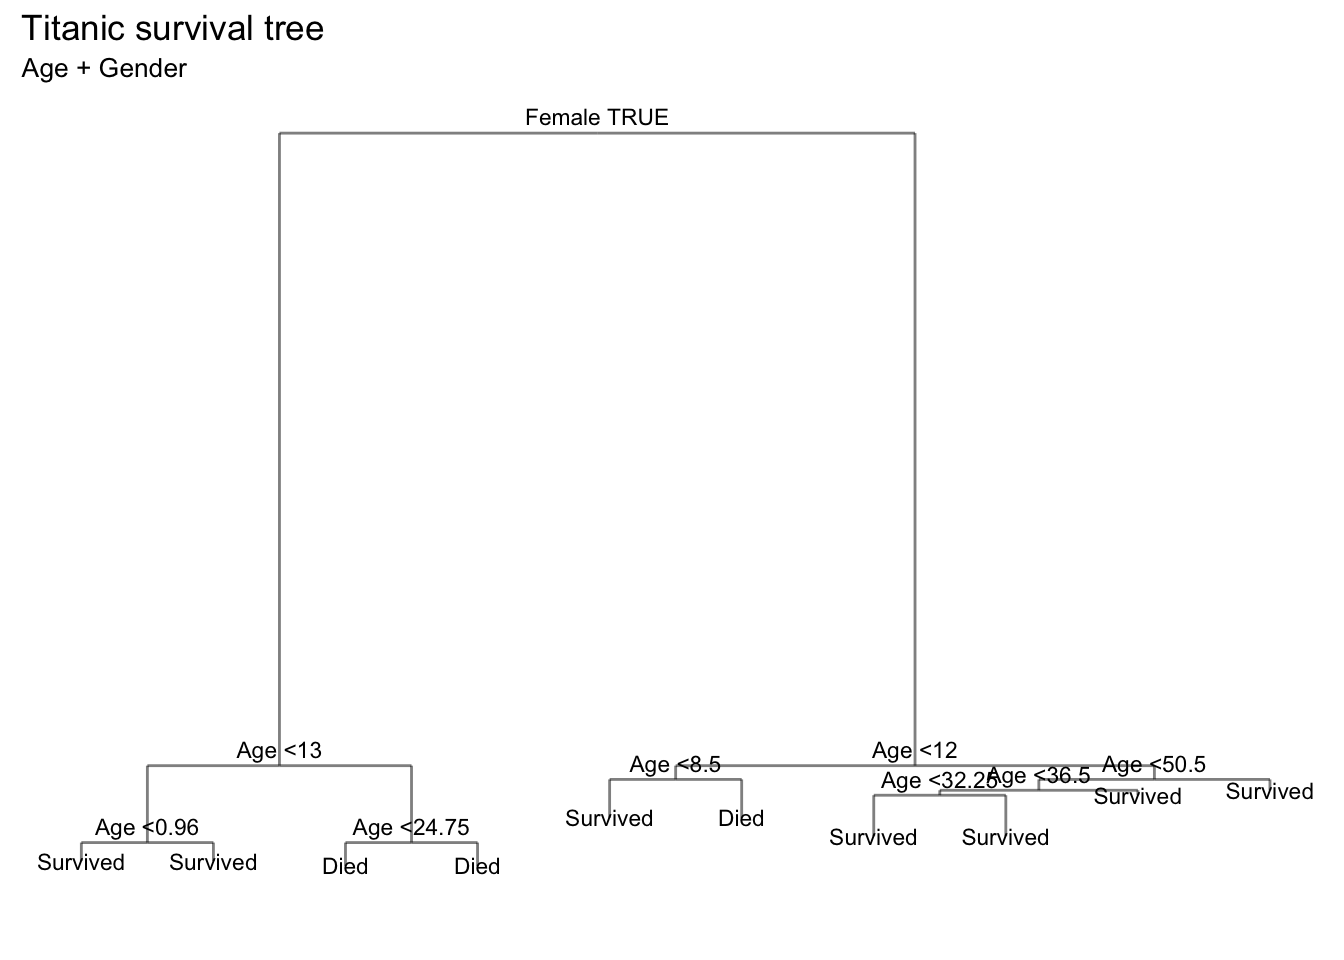 Titanic survival tree
Age + Gender
Female TRUE
Age <13
Age <12
Age <8.5
Age <50.5
Age <36.5
Age <32.25
Survived
Survived
Survived
Died
Age <0.96
Age <24.75
Survived
Survived
Survived
Survived
Died
Died